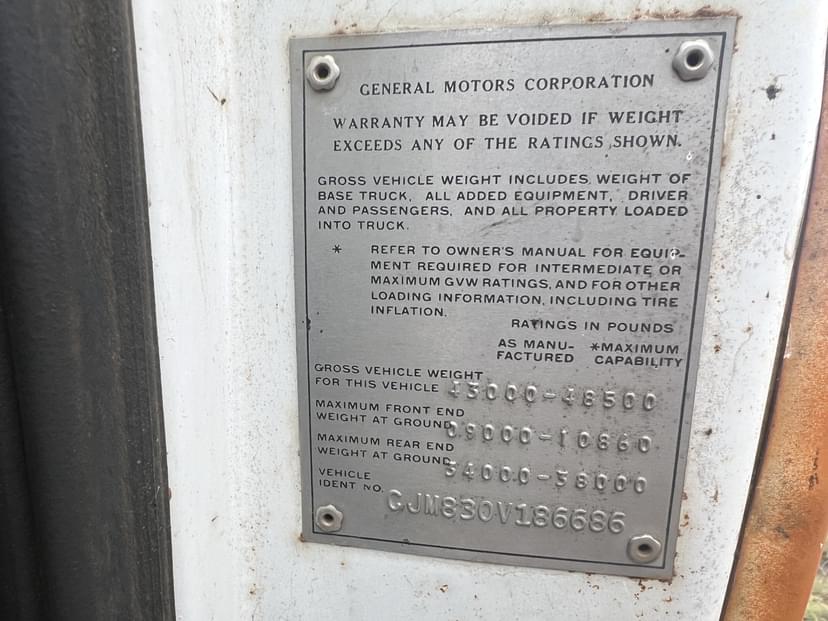 GENERAL MOTORS CORPORATION
WARRANTY MAY BE VOIDED IF WEIGHT
EXCEEDS ANY OF THE RATINGS SHOWN.
GROSS VEHICLE WEIGHT INCLUDES, WEIGHT OF
BASE TRUCK, ALL ADDED EQUIPMENT, DRIVER
AND PASSENGERS, AND ALL PROPERTY LOADED
INTO TRUCK.
* REFER TO OWNER'S MANUAL FOR EQUIP-
MENT REQUIRED FOR INTERMEDIATE OR
MAXIMUM GVW RATINGS, AND FOR OTHER
LOADING INFORMATION, INCLUDING TIRE
INFLATION.
RATINGS IN POUNDS
AS MANU- *MAXIMUM
FACTURED CAPABILITY
GROSS VEHICLE WEIGHT
FOR THIS VEHICLE 43000-48500
MAXIMUM FRONT END
WEIGHT AT GROUND 09000-10860
MAXIMUM REAR END
WEIGHT AT GROUND 34000-38000
VEHICLE
IDENT NO. CJM830V186686